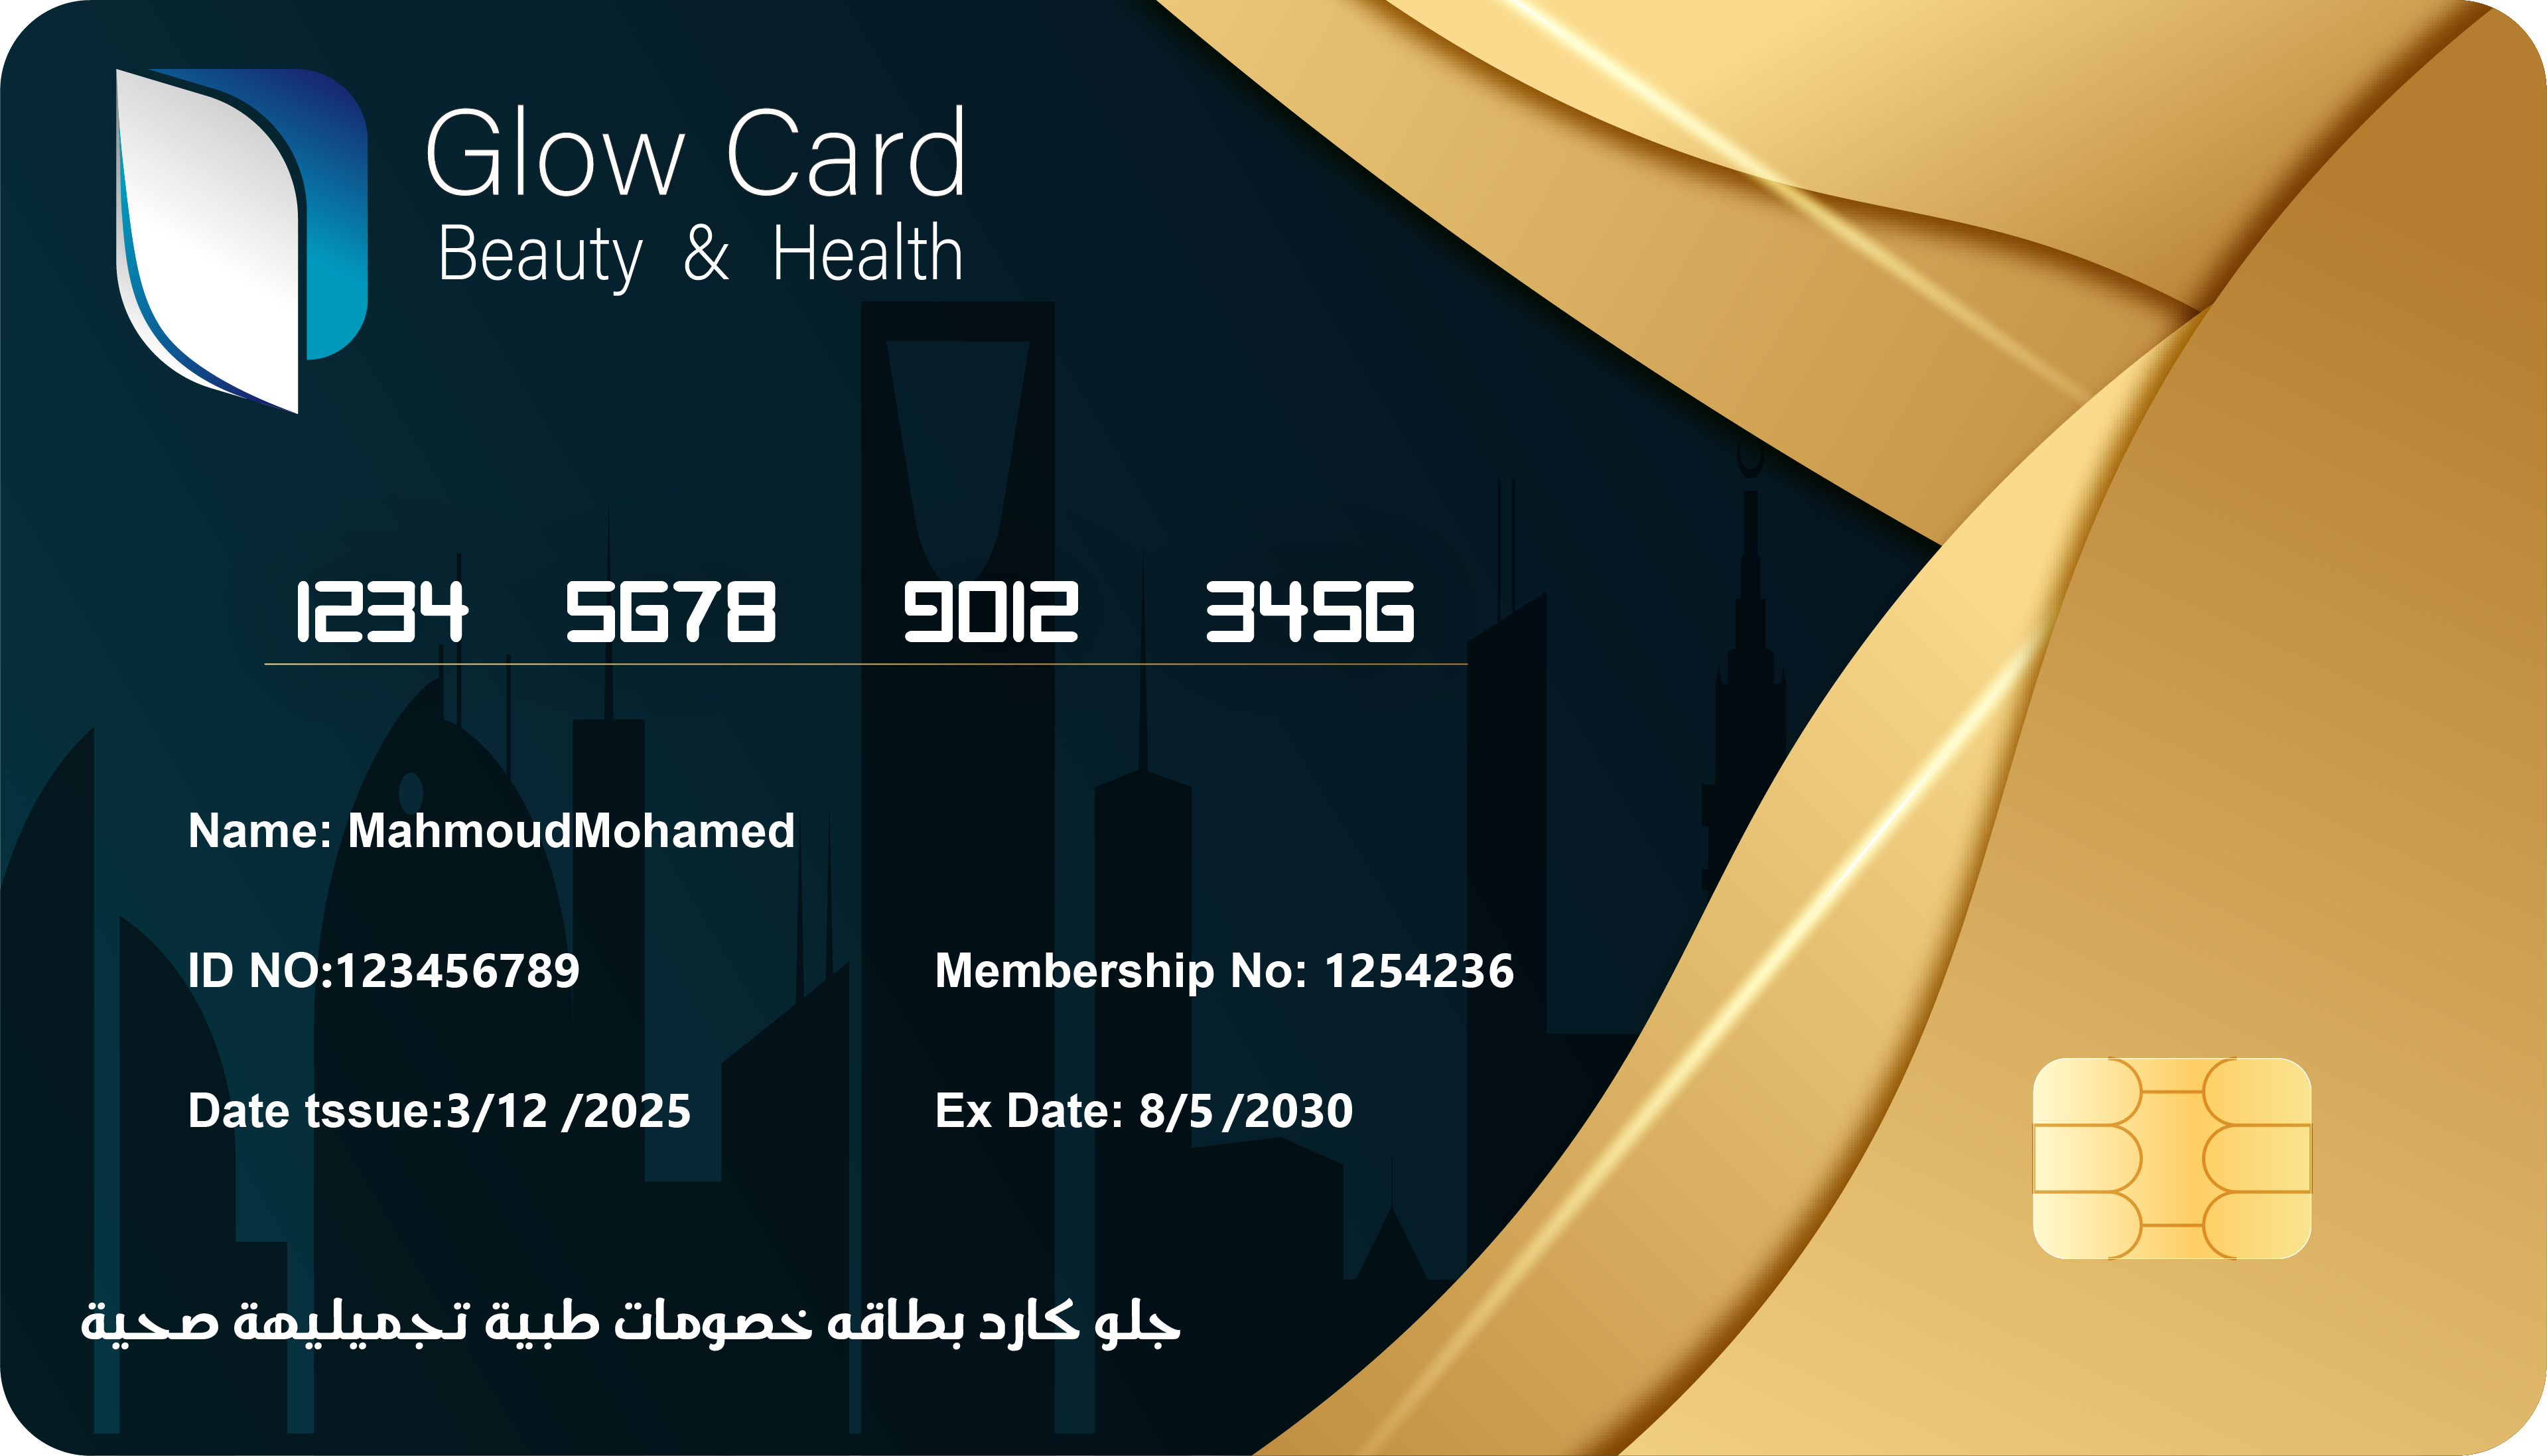 Glow Card
Beauty & Health
1234 5678 9012 3456
Name: MahmoudMohamed
ID NO:123456789
Membership No: 1254236
Date tssue:3/12 /2025
Ex Date: 8/5 /2030
جلو كارد بطاقه خصومات طبية تجميليهة صحية